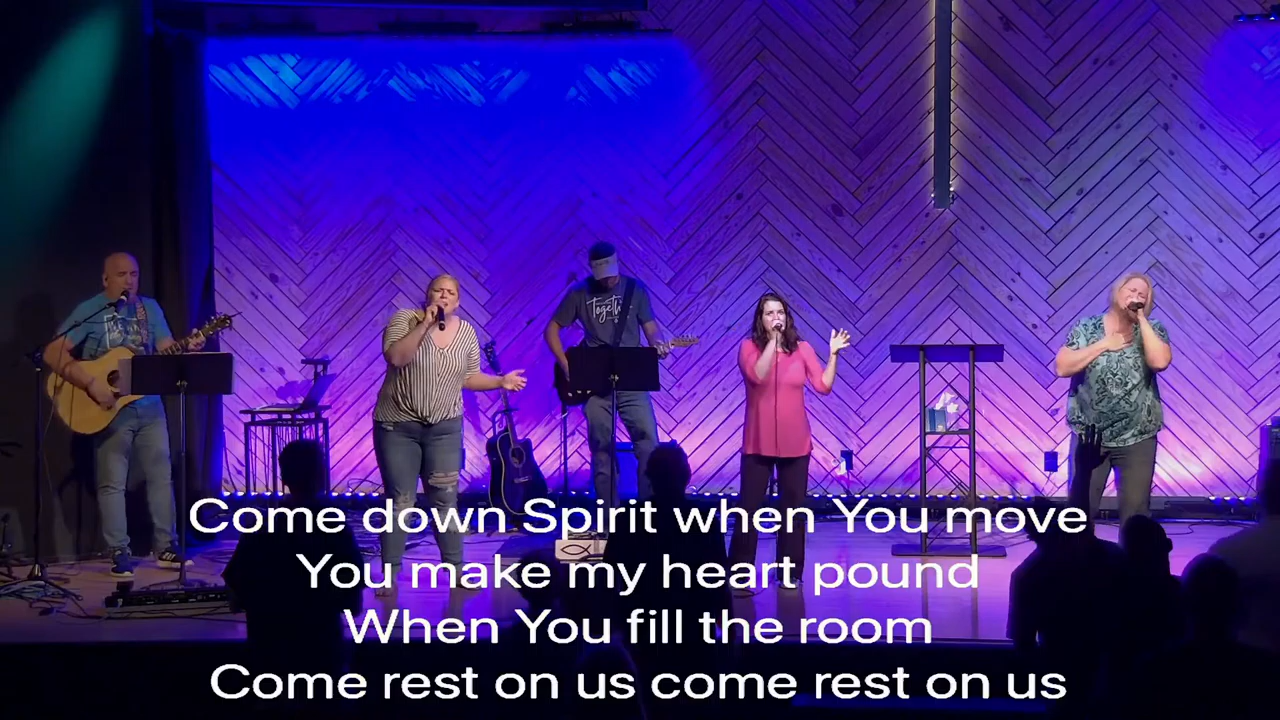 Together
Come down Spirit when You move
You make my heart pound
When You fill the room
Come rest on us come rest on us